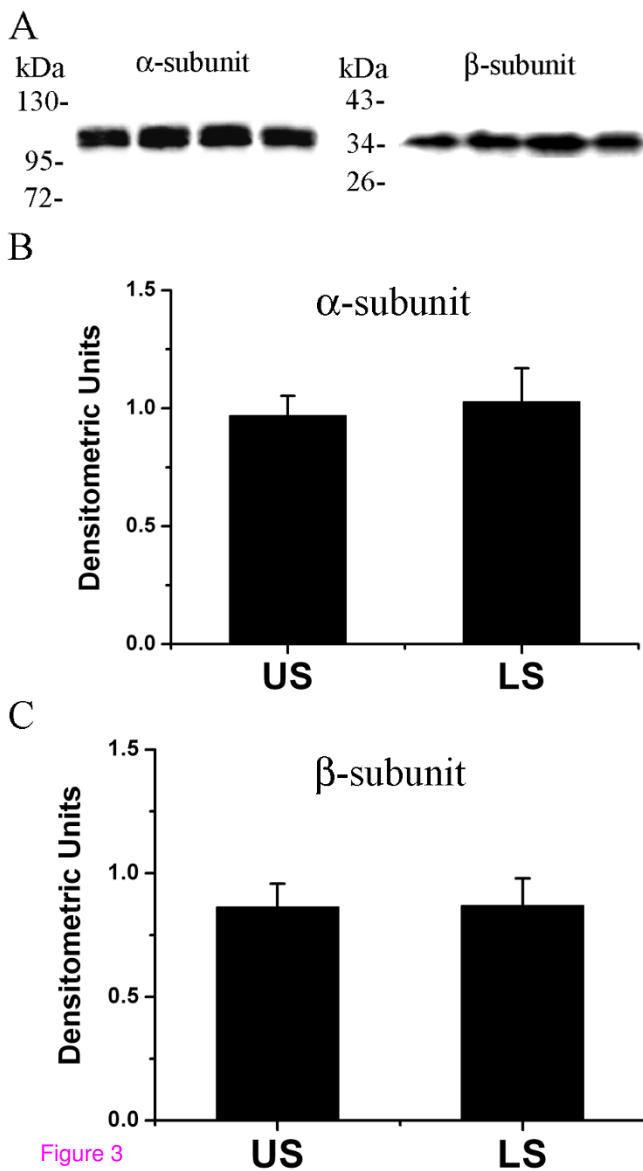 A
kDa α-subunit
130-
95-
72-
kDa β-subunit
43-
34-
26-
B
α-subunit
Densitometric Units
1.5
1.0
0.5
0.0
US LS
C
β-subunit
Densitometric Units
1.5
1.0
0.5
0.0
US LS
Figure 3